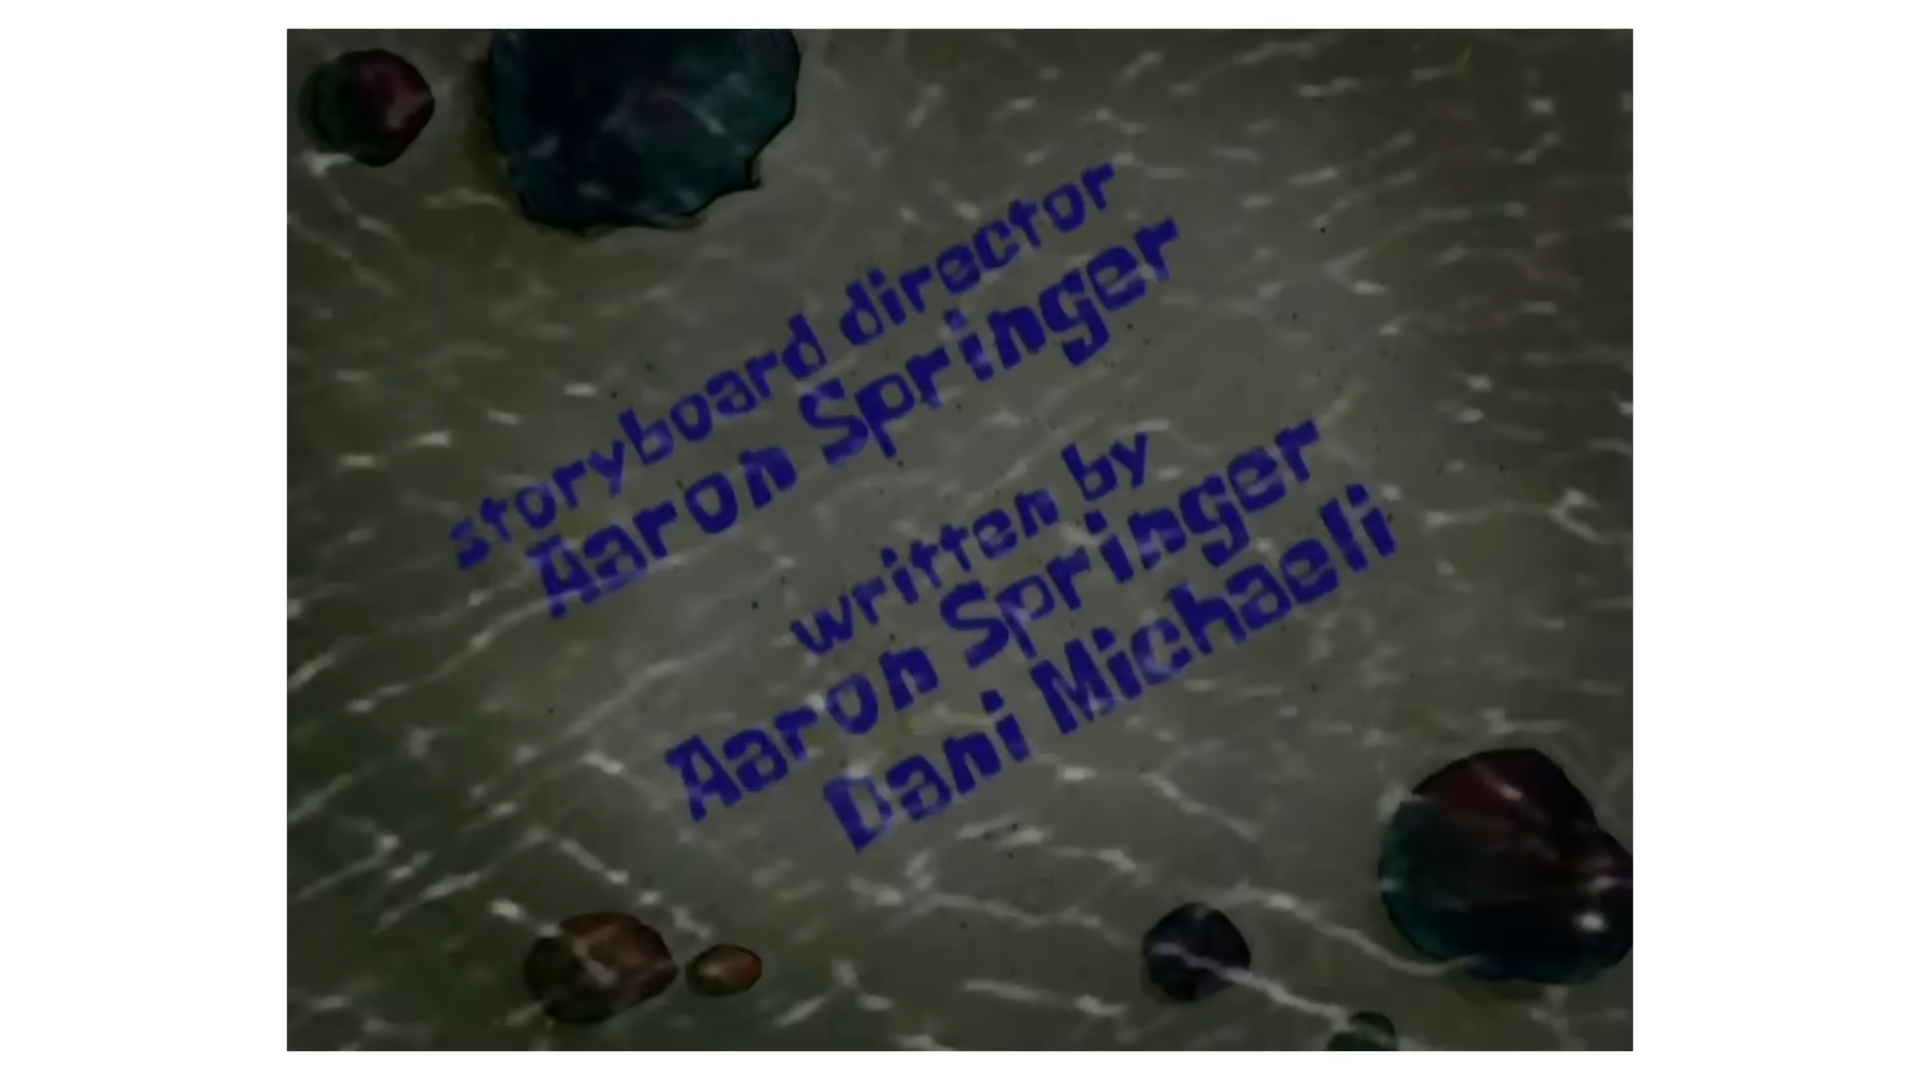 storyboard director
Aaron Springer
written by
Aaron Springer
Dani Michaeli